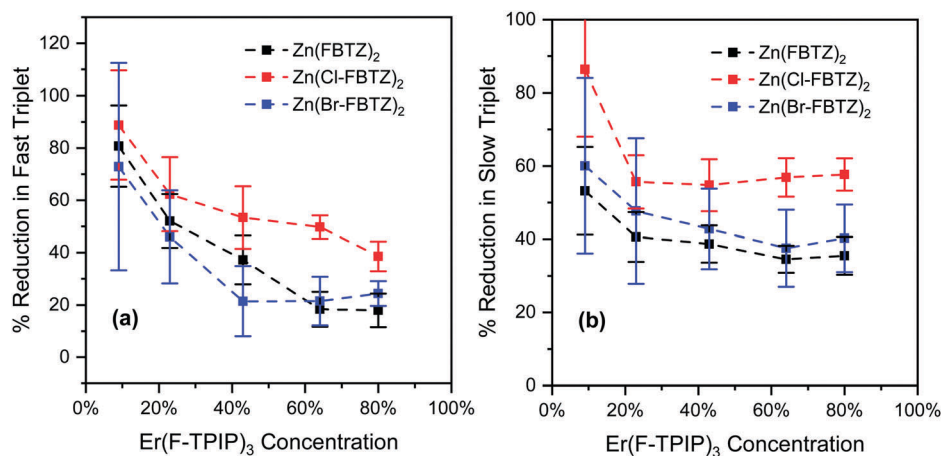 % Reduction in Fast Triplet
120
100
80
60
40
20
0
Zn(FBTZ)₂
Zn(Cl-FBTZ)₂
Zn(Br-FBTZ)₂
(a)
0% 20% 40% 60% 80% 100%
Er(F-TPIP)₃ Concentration
% Reduction in Slow Triplet
100
80
60
40
20
0
Zn(FBTZ)₂
Zn(Cl-FBTZ)₂
Zn(Br-FBTZ)₂
(b)
0% 20% 40% 60% 80% 100%
Er(F-TPIP)₃ Concentration